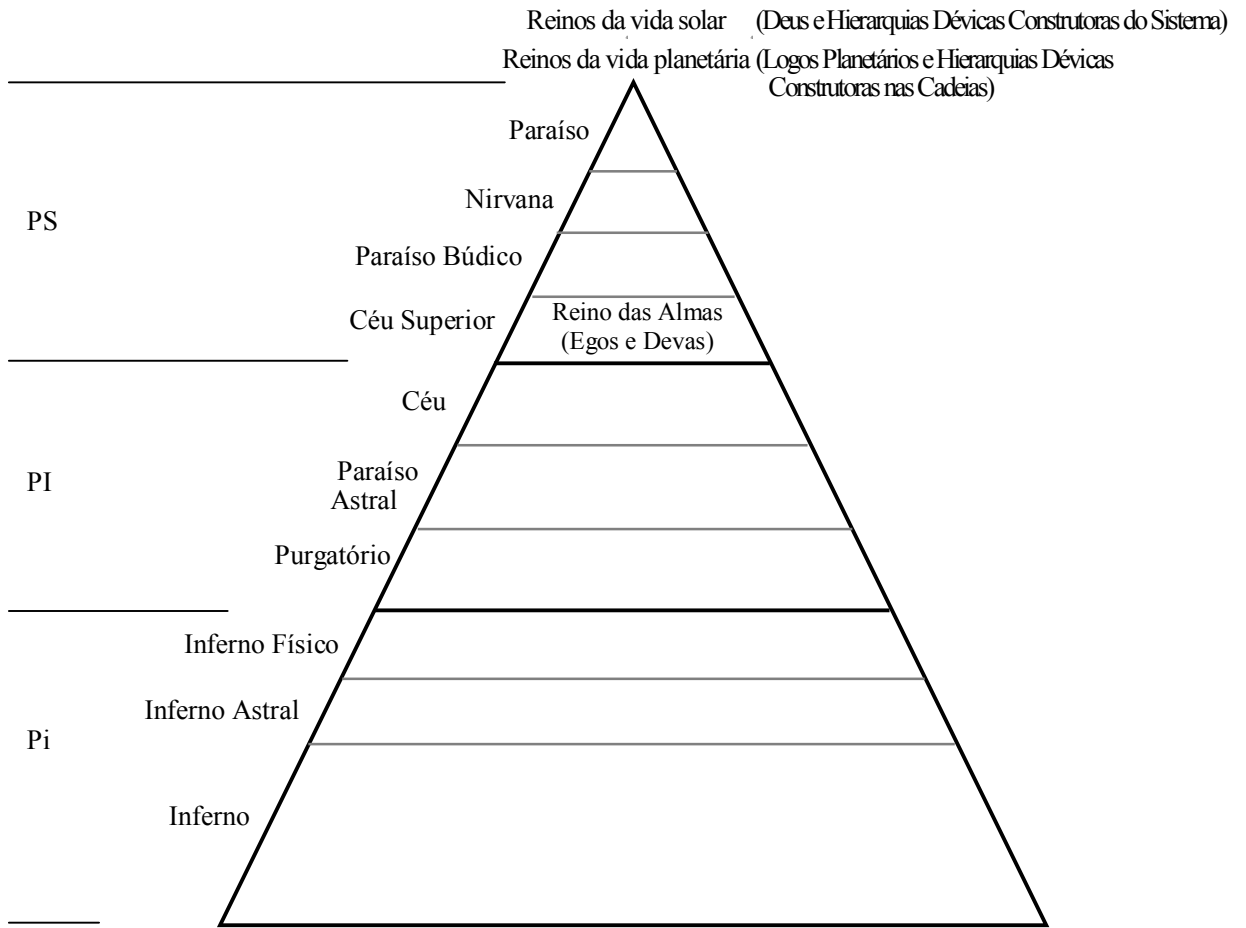 Reinos da vida solar (Deus e Hierarquias Dévicas Construtoras do Sistema)
Reinos da vida planetária (Logos Planetários e Hierarquias Dévicas
Construtoras nas Cadeias)
Paraíso
Nirvana
PS
Paraíso Búdico
Céu Superior
Reino das Almas
(Egos e Devas)
Céu
PI
Paraíso
Astral
Purgatório
Inferno Físico
Inferno Astral
Pi
Inferno